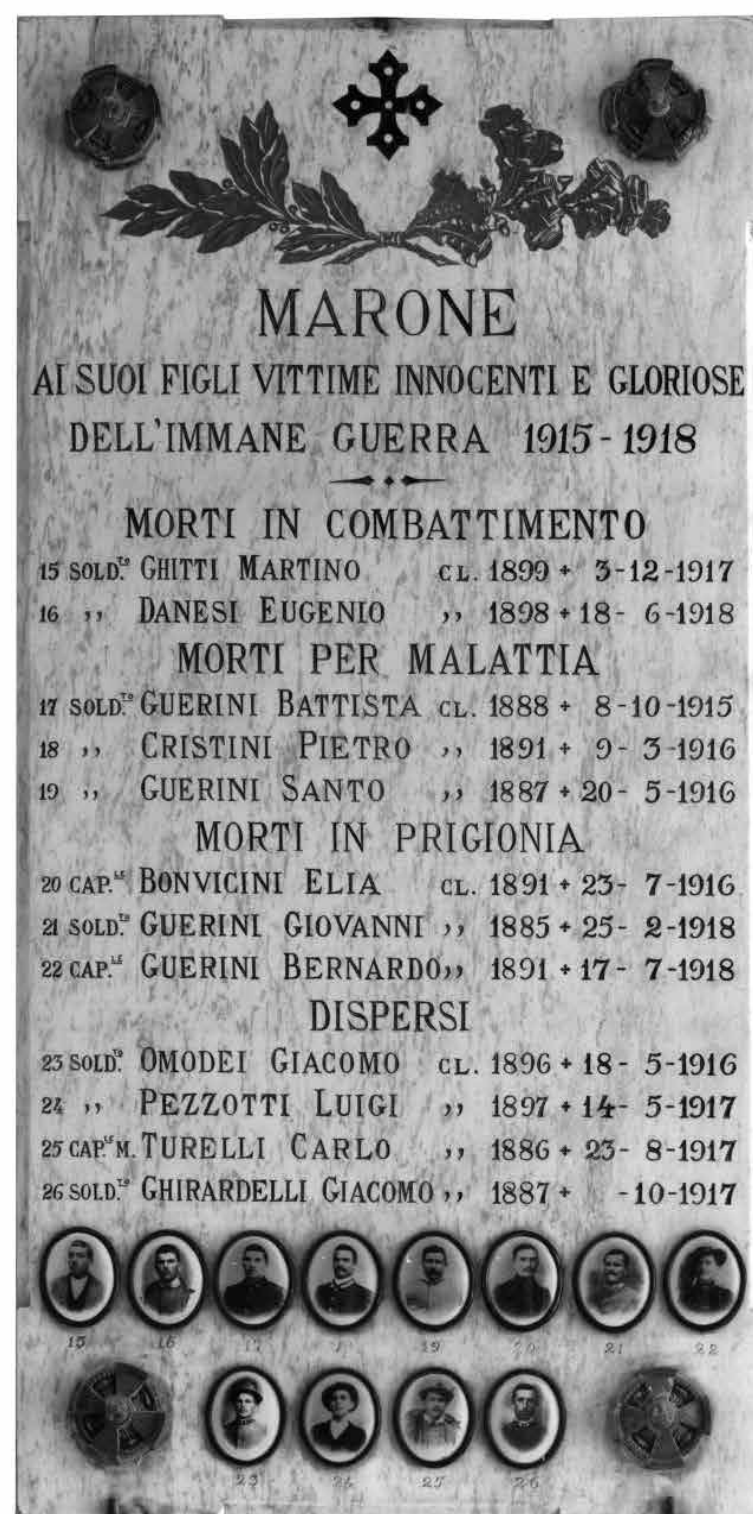 MARONE
AI SUOI FIGLI VITTIME INNOCENTI E GLORIOSE
DELL'IMMANE GUERRA 1915-1918
MORTI IN COMBATTIMENTO
15 SOLD.TO GHITTI MARTINO CL. 1899 + 3-12-1917
16 ,, DANESI EUGENIO ,, 1898 + 18- 6-1918
MORTI PER MALATTIA
17 SOLD.TO GUERINI BATTISTA CL. 1888 + 8-10-1915
18 ,, CRISTINI PIETRO ,, 1891 + 9- 3-1916
19 ,, GUERINI SANTO ,, 1887 + 20- 5-1916
MORTI IN PRIGIONIA
20 CAP.LE BONVICINI ELIA CL. 1891 + 23- 7-1916
21 SOLD.TO GUERINI GIOVANNI ,, 1885 + 25- 2-1918
22 CAP.LE GUERINI BERNARDO ,, 1891 + 17- 7-1918
DISPERSI
23 SOLD.TO OMODEI GIACOMO CL. 1896 + 18- 5-1916
24 ,, PEZZOTTI LUIGI ,, 1897 + 14- 5-1917
25 CAP.LE M. TURELLI CARLO ,, 1886 + 23- 8-1917
26 SOLD.TO GHIRARDELLI GIACOMO ,, 1887 + -10-1917
15 16 17 19 20 21 22
23 24 25 26